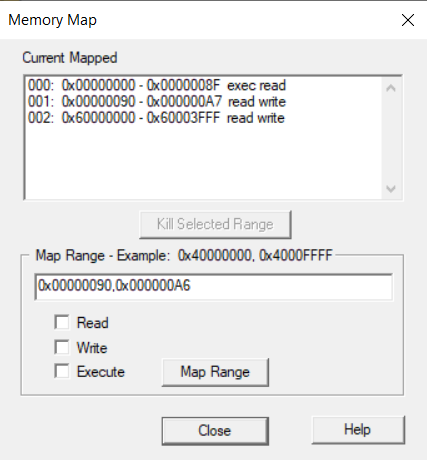 Memory Map
Current Mapped
000: 0x00000000 - 0x0000008F exec read
001: 0x00000090 - 0x000000A7 read write
002: 0x60000000 - 0x60003FFF read write
Kill Selected Range
Map Range - Example: 0x40000000, 0x4000FFFF
0x00000090,0x000000A6
Read
Write
Execute
Map Range
Close
Help